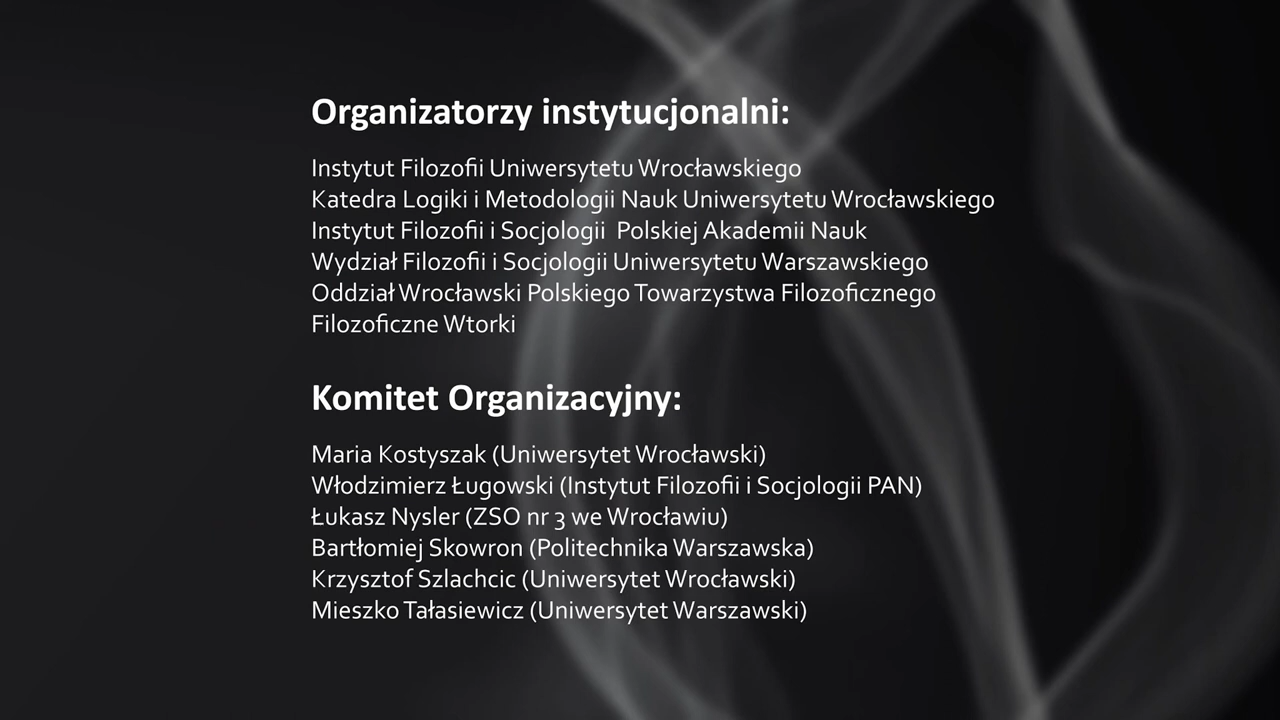 Organizatorzy instytucjonalni:
Instytut Filozofii Uniwersytetu Wrocławskiego
Katedra Logiki i Metodologii Nauk Uniwersytetu Wrocławskiego
Instytut Filozofii i Socjologii Polskiej Akademii Nauk
Wydział Filozofii i Socjologii Uniwersytetu Warszawskiego
Oddział Wrocławski Polskiego Towarzystwa Filozoficznego
Filozoficzne Wtorki
Komitet Organizacyjny:
Maria Kostyszak (Uniwersytet Wrocławski)
Włodzimierz Ługowski (Instytut Filozofii i Socjologii PAN)
Łukasz Nysler (ZSO nr 3 we Wrocławiu)
Bartłomiej Skowron (Politechnika Warszawska)
Krzysztof Szlachcic (Uniwersytet Wrocławski)
Mieszko Tałasiewicz (Uniwersytet Warszawski)